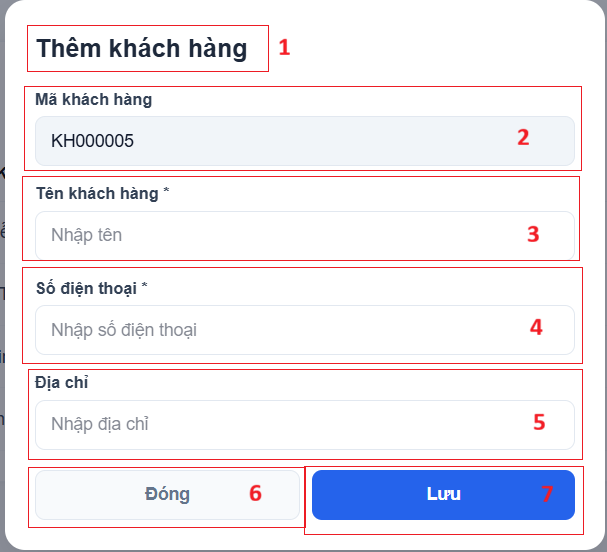 Thêm khách hàng 1
Mã khách hàng
KH000005 2
Tên khách hàng *
Nhập tên 3
Số điện thoại *
Nhập số điện thoại 4
Địa chỉ
Nhập địa chỉ 5
Đóng 6 Lưu 7